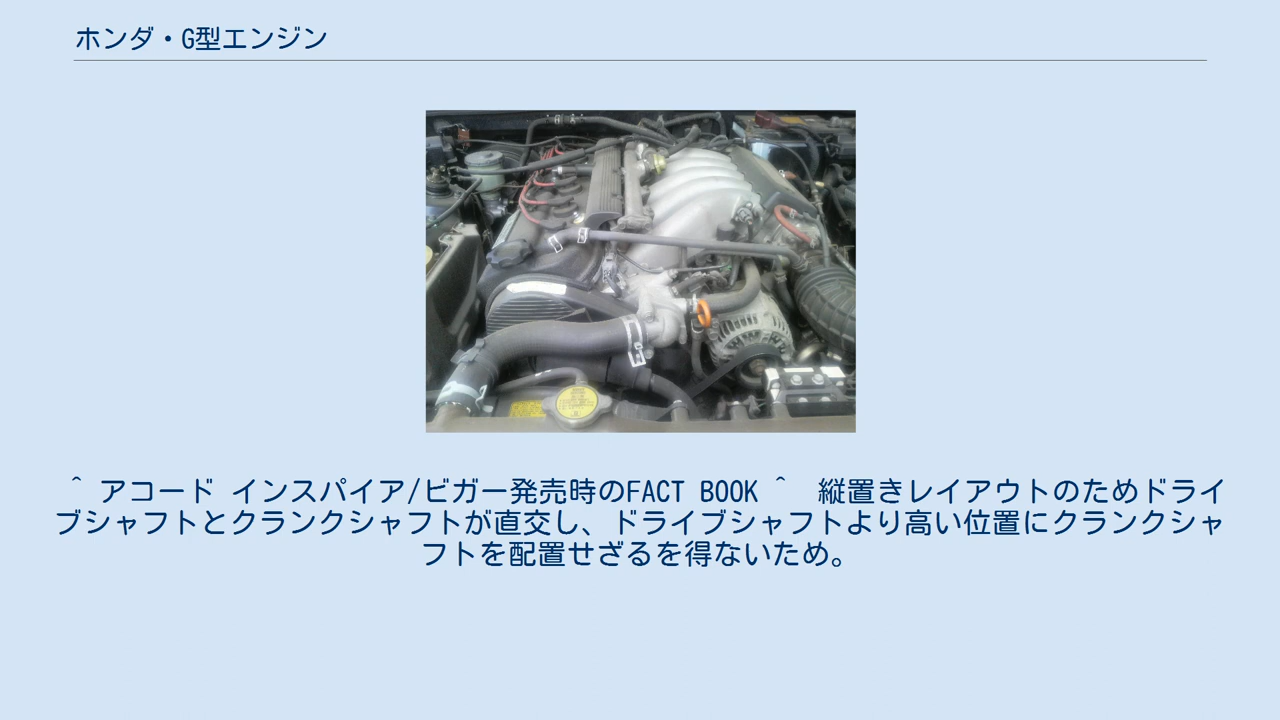 ホンダ・G型エンジン
^ アコード インスパイア/ビガー発売時のFACT BOOK ^　縦置きレイアウトのためドライ
ブシャフトとクランクシャフトが直交し、ドライブシャフトより高い位置にクランクシャ
フトを配置せざるを得ないため。